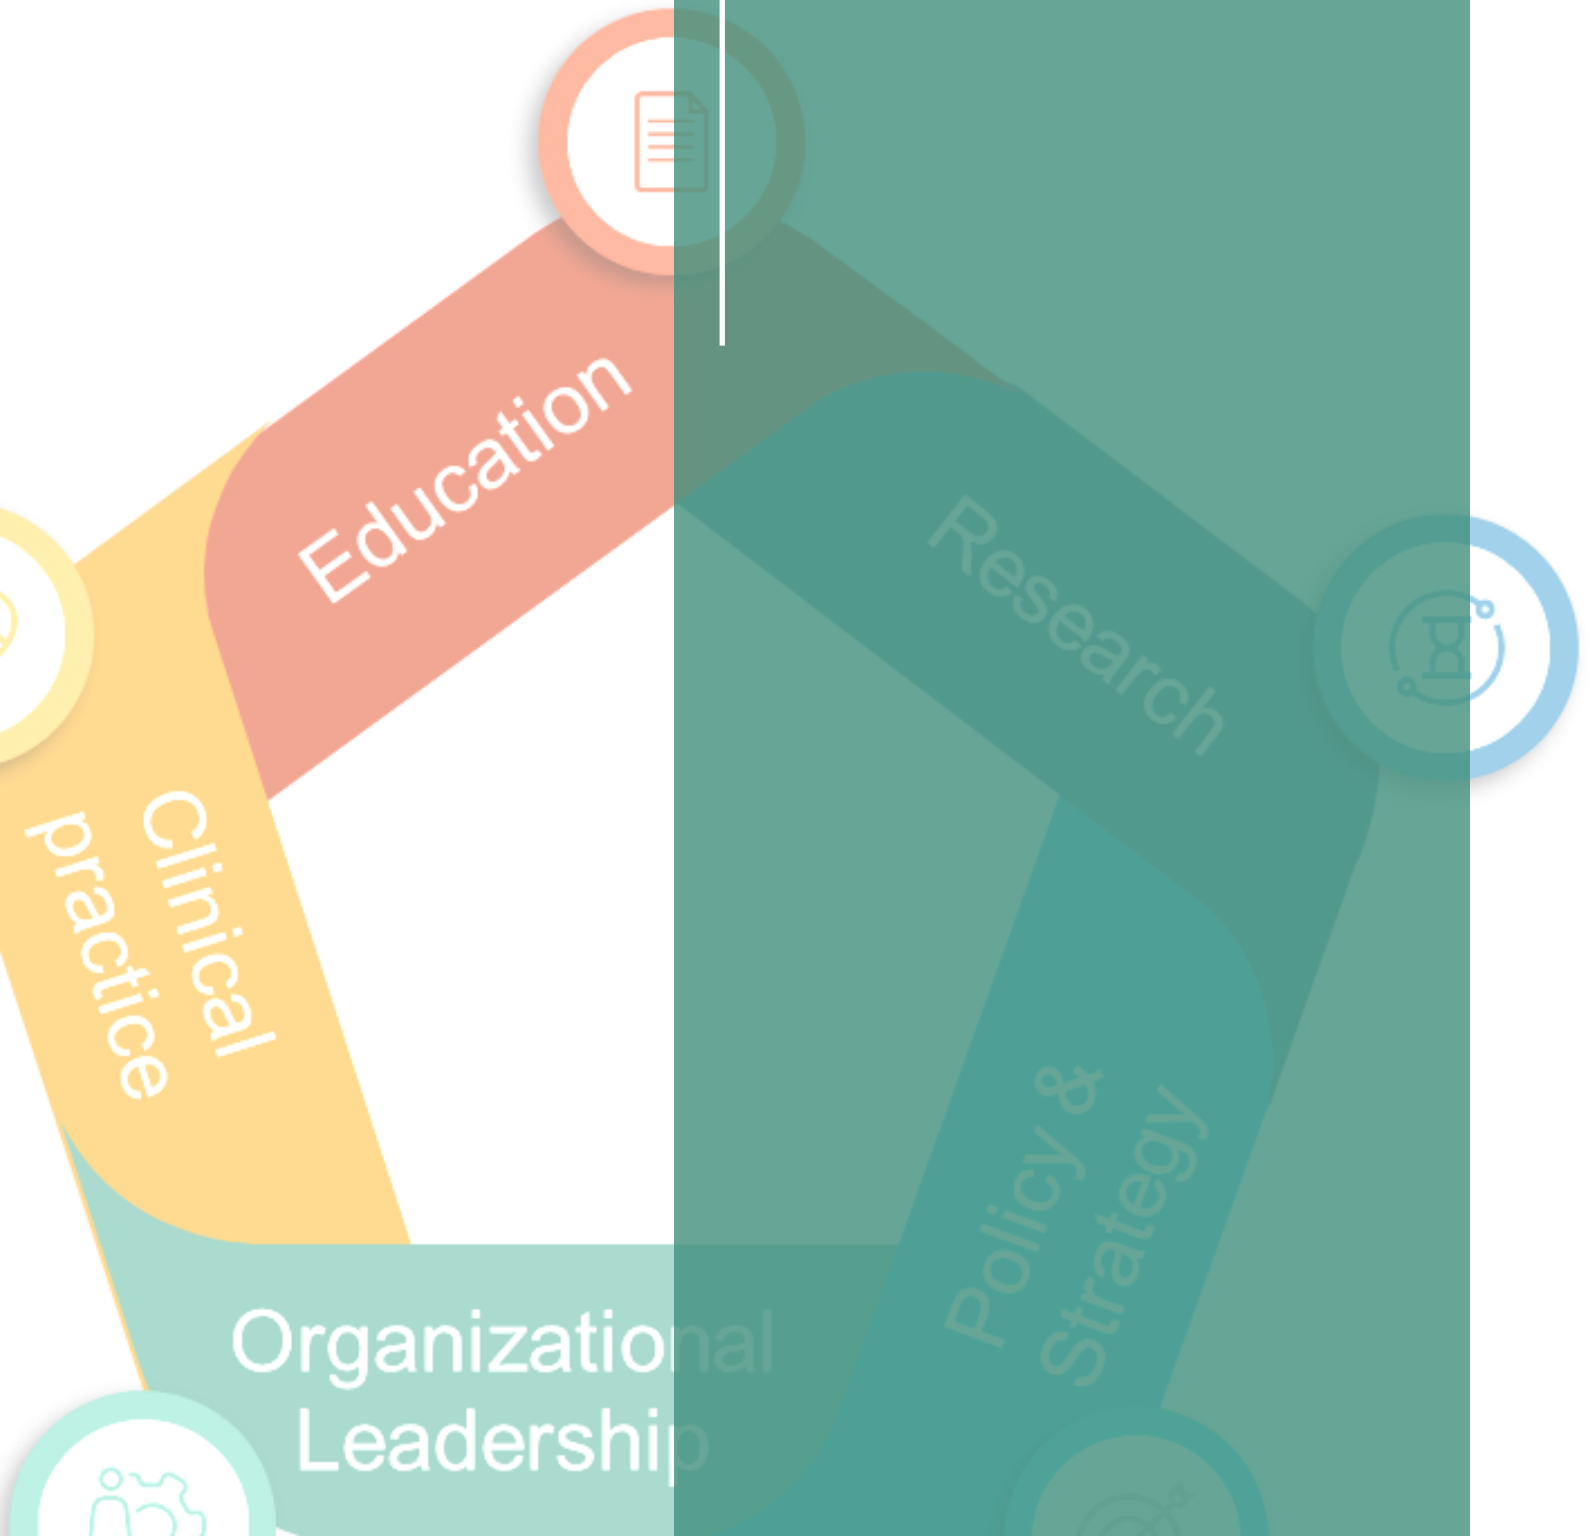 Education
Research
Clinical
practice
Policy &
Strategy
Organizational
Leadership